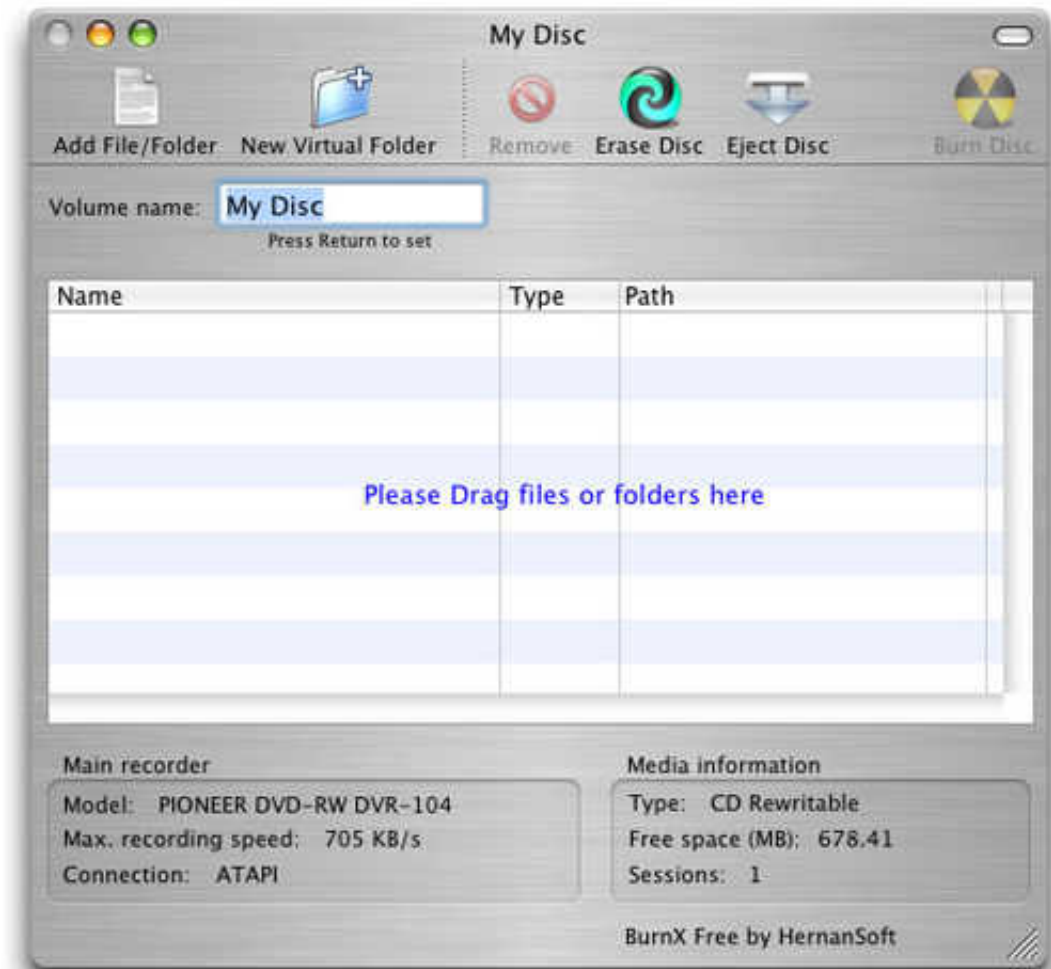 My Disc
Add File/Folder New Virtual Folder Remove Erase Disc Eject Disc Burn Disc
Volume name: My Disc
Press Return to set
Name Type Path
Please Drag files or folders here
Main recorder
Model: PIONEER DVD-RW DVR-104
Max. recording speed: 705 KB/s
Connection: ATAPI
Media information
Type: CD Rewritable
Free space (MB): 678.41
Sessions: 1
BurnX Free by HernanSoft